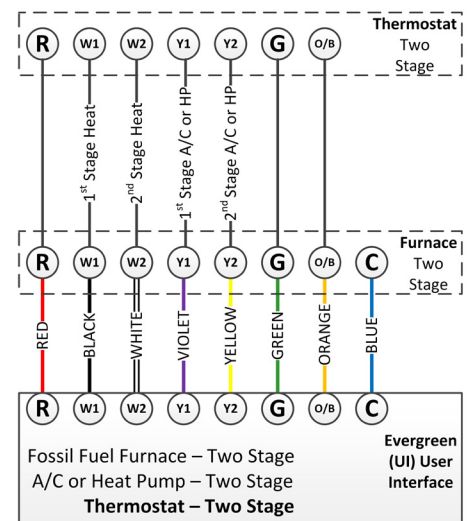 Thermostat
Two
Stage
R W1 W2 Y1 Y2 G O/B
1st Stage Heat
2nd Stage Heat
1st Stage A/C or HP
2nd Stage A/C or HP
Furnace
Two
Stage
R W1 W2 Y1 Y2 G O/B C
RED
BLACK
WHITE
VIOLET
YELLOW
GREEN
ORANGE
BLUE
R W1 W2 Y1 Y2 G O/B C
Fossil Fuel Furnace – Two Stage
A/C or Heat Pump – Two Stage
Thermostat – Two Stage
Evergreen
(UI) User
Interface